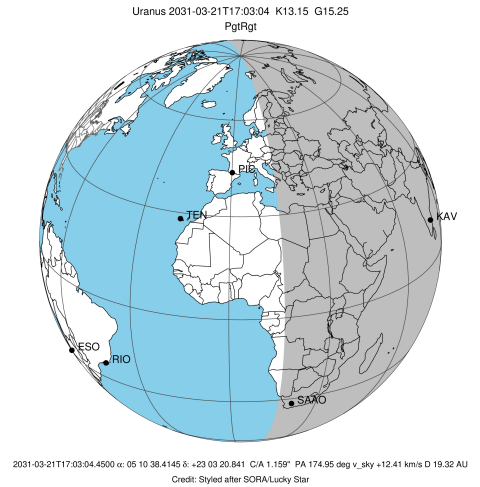 Uranus 2031-03-21T17:03:04  K13.15  G15.25
PgtRgt
PIC
TEN
KAV
ESO
RIO
SAAO
2031-03-21T17:03:04.4500 α: 05 10 38.4145 δ: +23 03 20.841  C/A 1.159"  PA 174.95 deg v_sky +12.41 km/s D 19.32 AU
Credit: Styled after SORA/Lucky Star